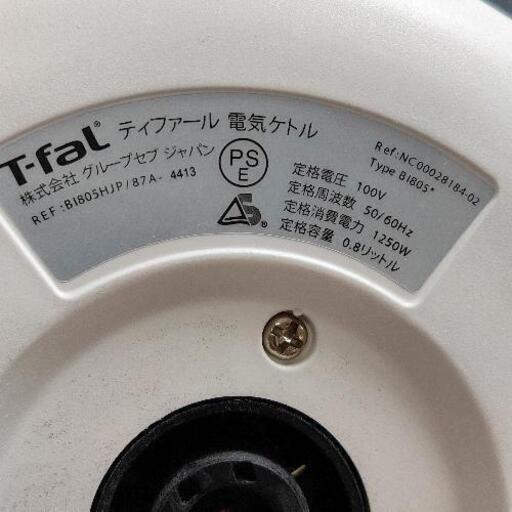 T-faL ティファール 電気ケトル
株式会社 グループセブ ジャパン
REF:BI805HJP/87A- 4413
PS
E
S
Ref:NC00028184-02
Type BI805*
定格電圧 100V
定格周波数 50/60Hz
定格消費電力 1250W
定格容量 0.8リットル